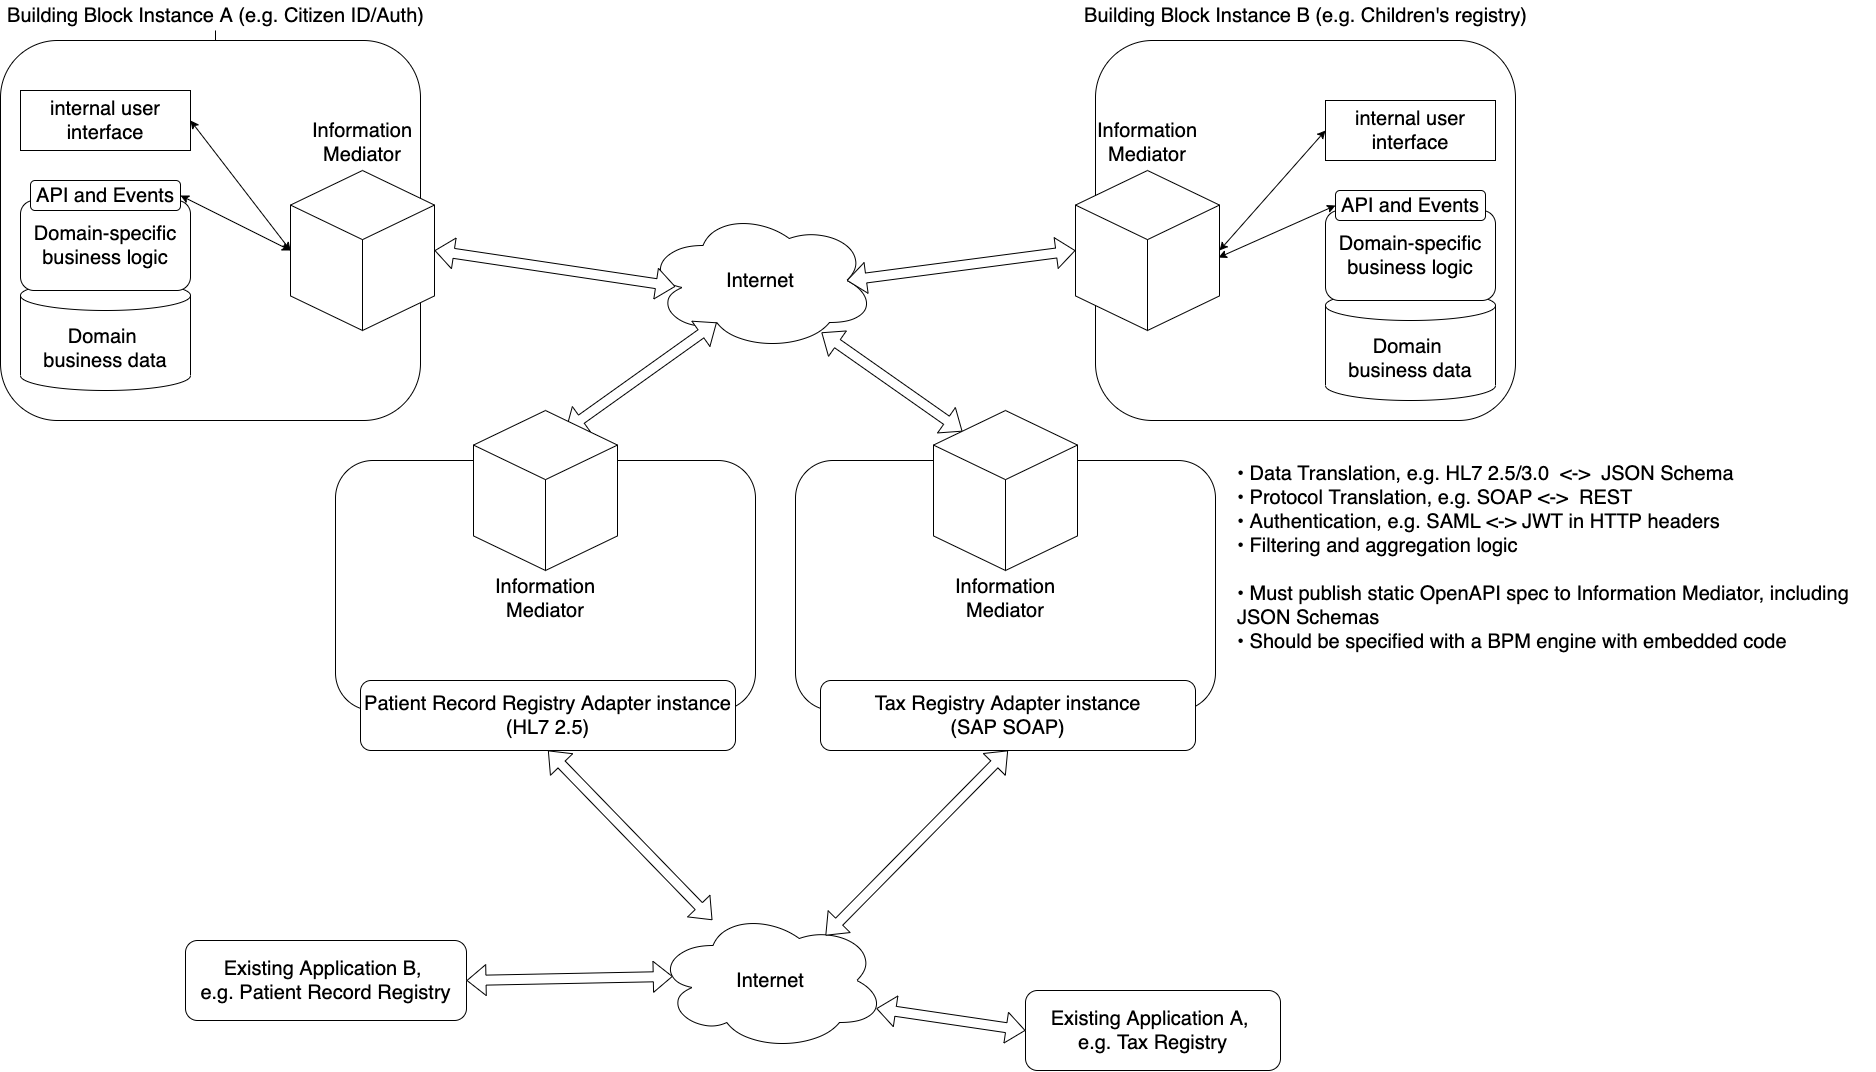 Building Block Instance A (e.g. Citizen ID/Auth)
internal user
interface
API and Events
Domain-specific
business logic
Domain
business data
Information
Mediator
Internet
Building Block Instance B (e.g. Children's registry)
Information
Mediator
internal user
interface
API and Events
Domain-specific
business logic
Domain
business data
Information
Mediator
Patient Record Registry Adapter instance
(HL7 2.5)
Information
Mediator
Tax Registry Adapter instance
(SAP SOAP)
• Data Translation, e.g. HL7 2.5/3.0 <-> JSON Schema
• Protocol Translation, e.g. SOAP <-> REST
• Authentication, e.g. SAML <-> JWT in HTTP headers
• Filtering and aggregation logic
• Must publish static OpenAPI spec to Information Mediator, including
JSON Schemas
• Should be specified with a BPM engine with embedded code
Existing Application B,
e.g. Patient Record Registry
Internet
Existing Application A,
e.g. Tax Registry